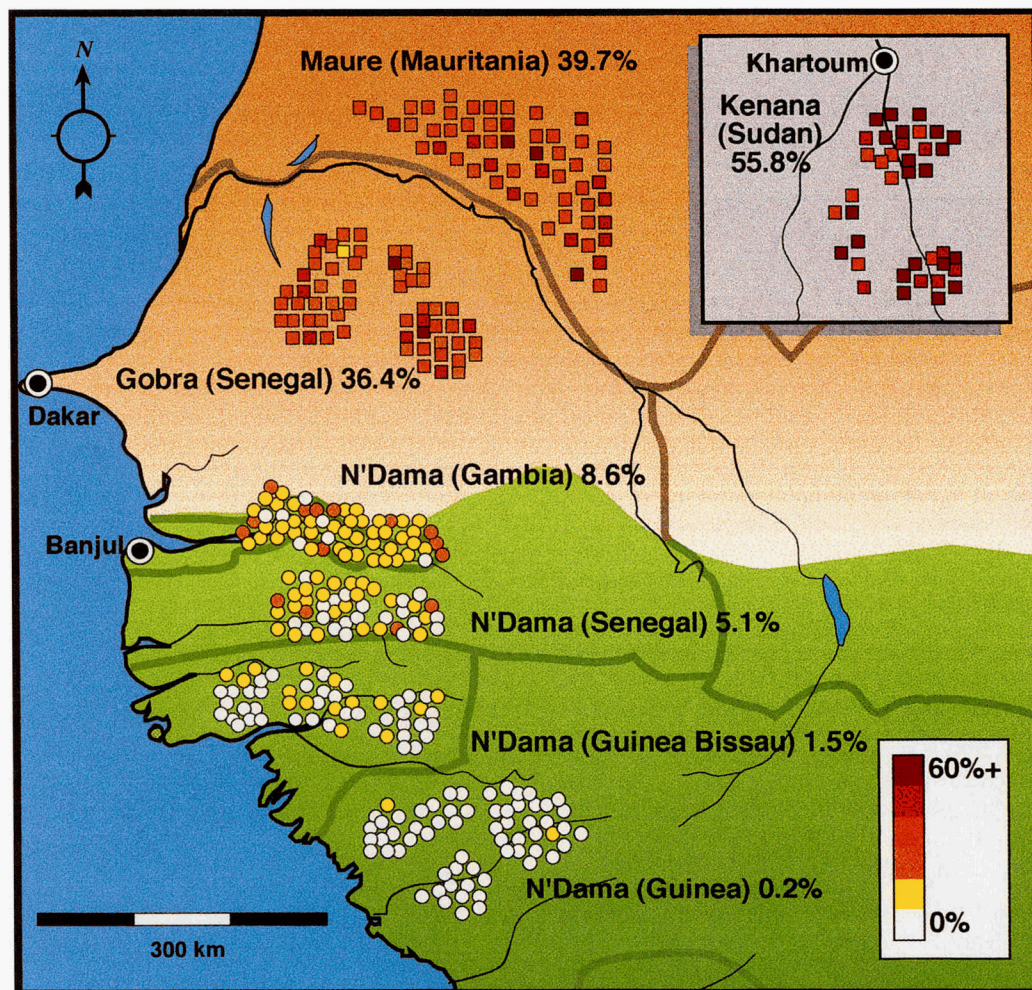 N
Maure (Mauritania) 39.7%
Khartoum
Kenana
(Sudan)
55.8%
Gobra (Senegal) 36.4%
Dakar
N'Dama (Gambia) 8.6%
Banjul
N'Dama (Senegal) 5.1%
N'Dama (Guinea Bissau) 1.5%
60%+
0%
N'Dama (Guinea) 0.2%
300 km